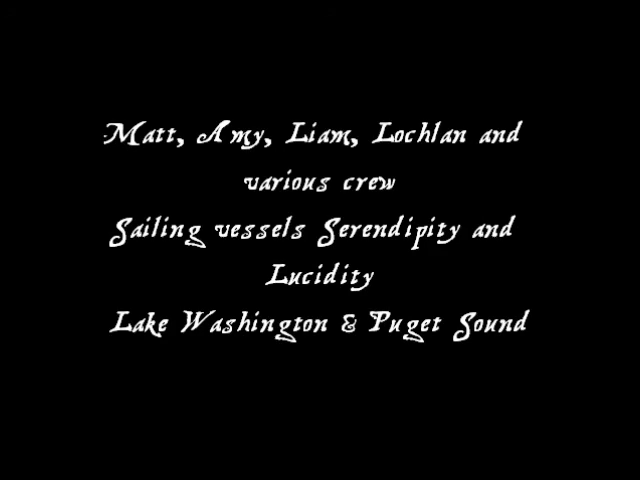 Matt, Amy, Liam, Lochlan and
various crew
Sailing vessels Serendipity and
Lucidity
Lake Washington & Puget Sound